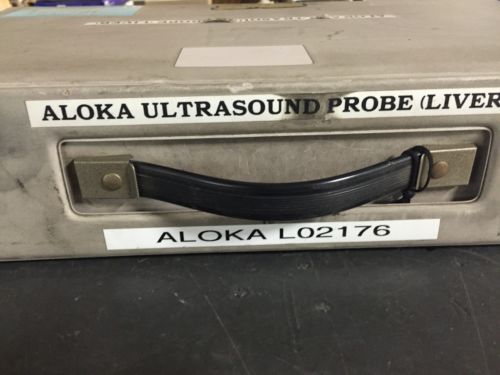 ALOKA ULTRASOUND PROBE (LIVER
ALOKA L02176